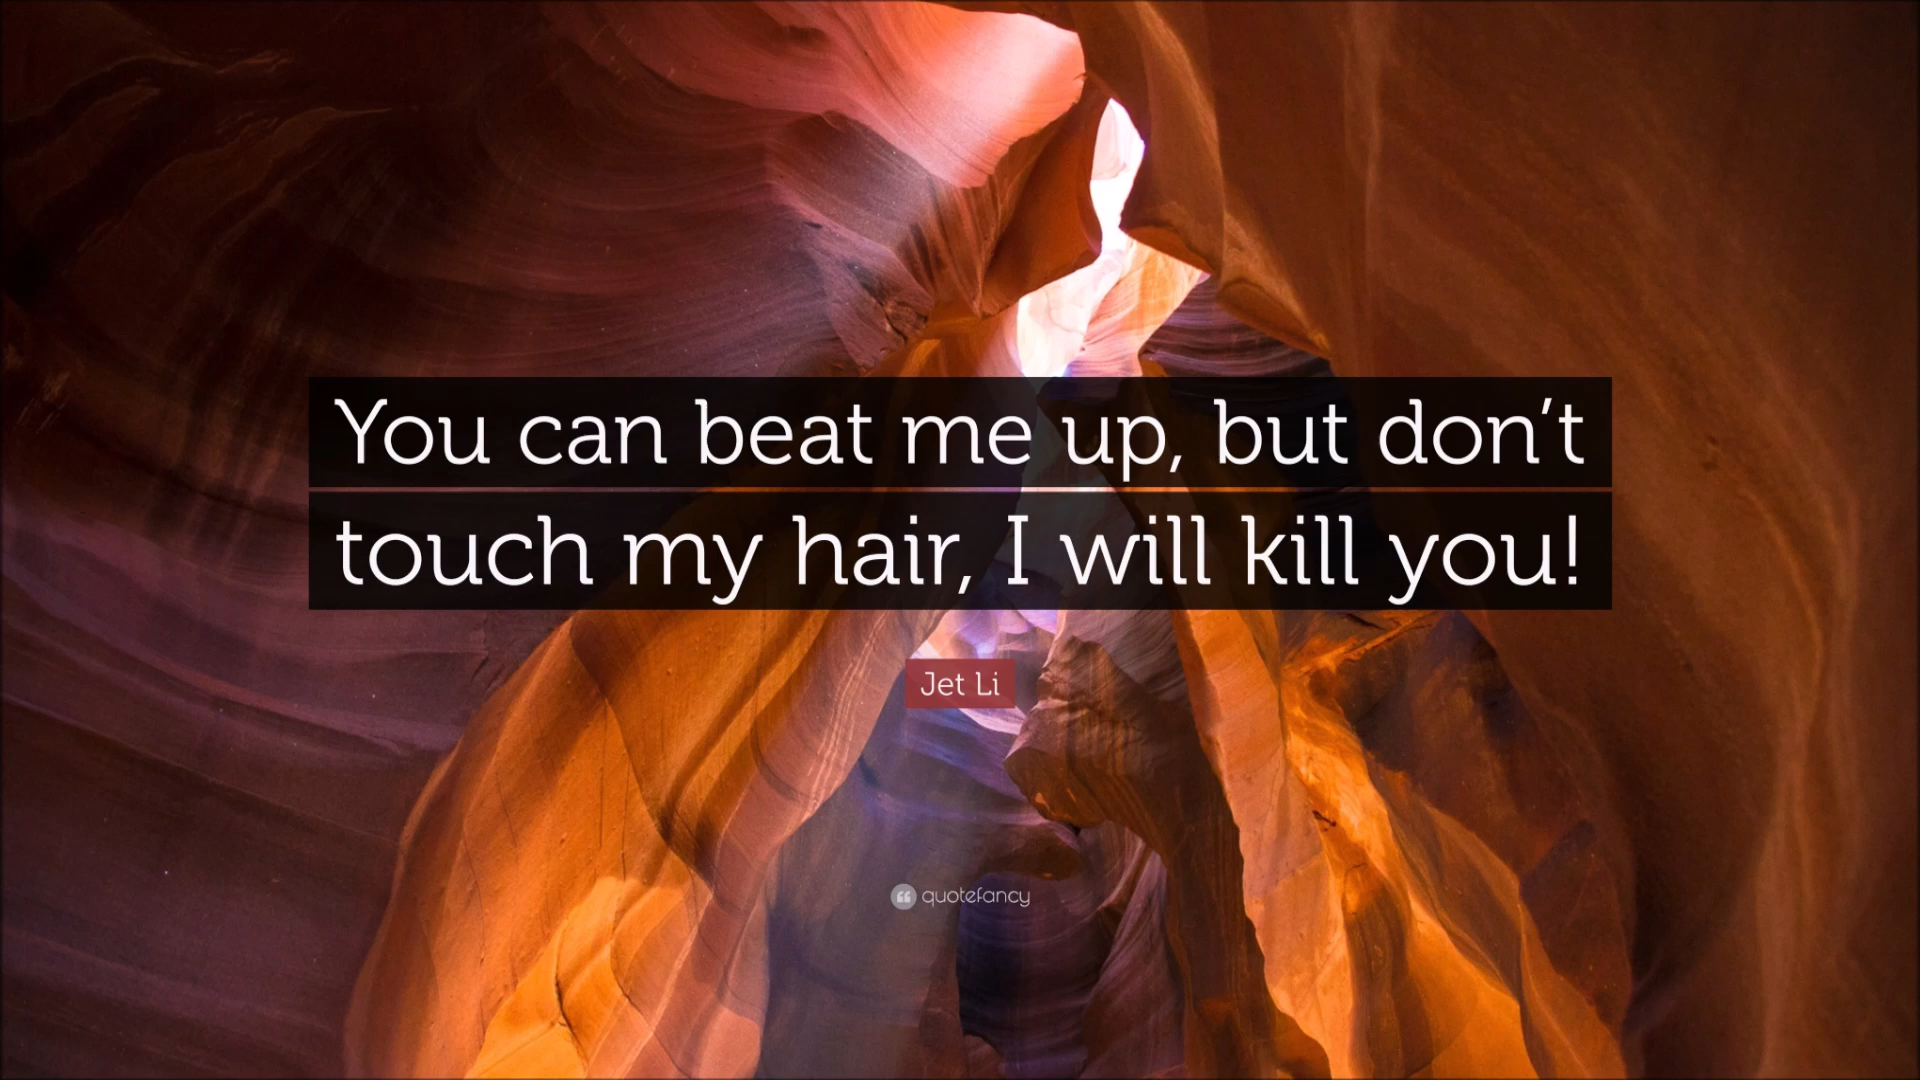 You can beat me up, but don’t
touch my hair, I will kill you!
Jet Li
quotefancy